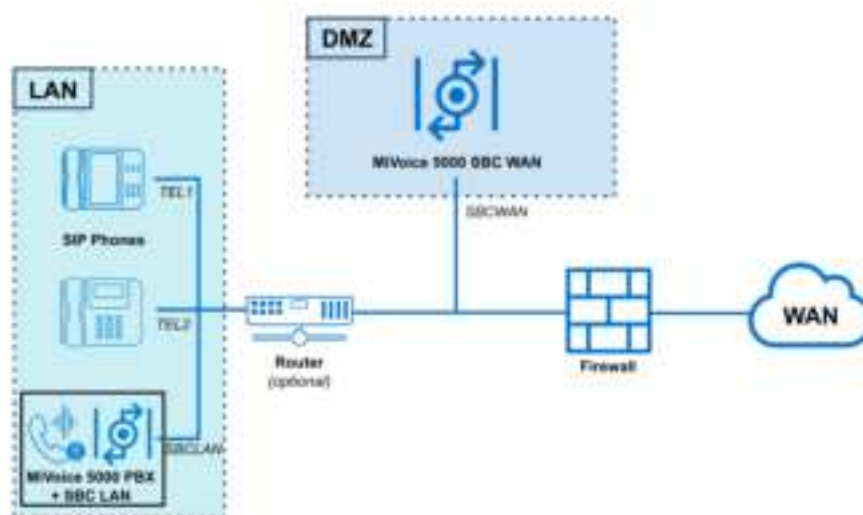 DMZ
LAN
MiVoice 5000 SBC WAN
TEL1
SBCWAN
SIP Phones
WAN
TEL2
Router
(optional)
Firewall
SBCLAN
MiVoice 5000 PBX
+ SBC LAN